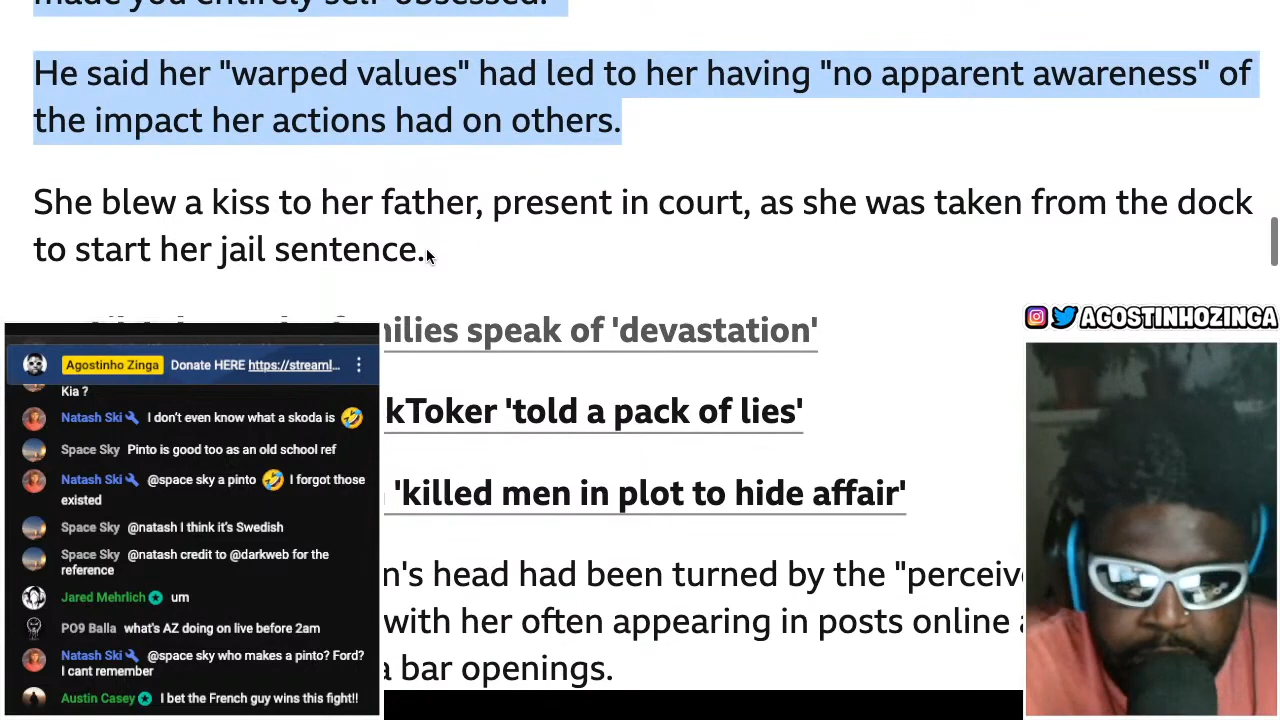 made you entirely self-obsessed."
He said her "warped values" had led to her having "no apparent awareness" of
the impact her actions had on others.
She blew a kiss to her father, present in court, as she was taken from the dock
to start her jail sentence.
milies speak of 'devastation'
kToker 'told a pack of lies'
'killed men in plot to hide affair'
n's head had been turned by the "perceiv
with her often appearing in posts online
a bar openings.
Agostinho Zinga Donate HERE https://streaml...
Kia ?
Natash Ski I don't even know what a skoda is 🤣
Space Sky Pinto is good too as an old school ref
Natash Ski @space sky a pinto 🤣 I forgot those
existed
Space Sky @natash I think it's Swedish
Space Sky @natash credit to @darkweb for the
reference
Jared Mehrlich um
PO9 Balla what's AZ doing on live before 2am
Natash Ski @space sky who makes a pinto? Ford?
I cant remember
Austin Casey I bet the French guy wins this fight!!
AGOSTINHOZINGA